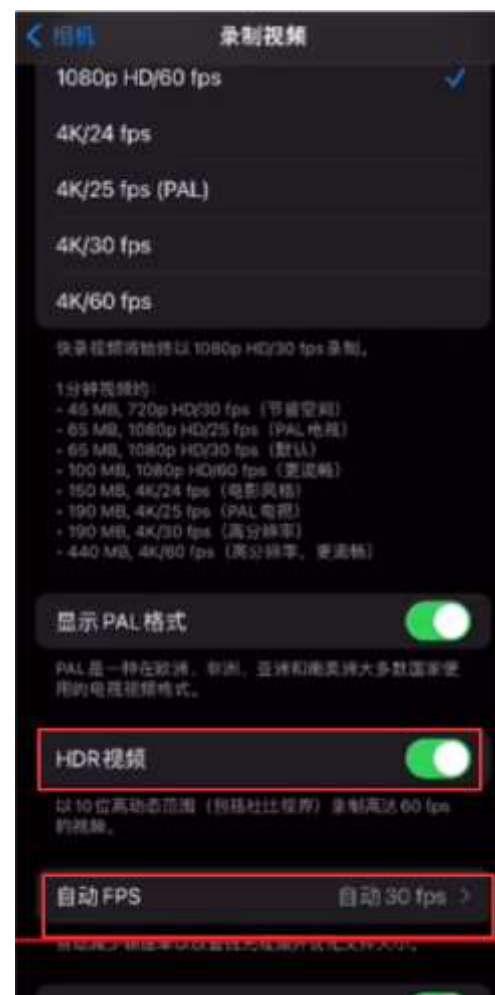 相机
录制视频
1080p HD/60 fps
4K/24 fps
4K/25 fps (PAL)
4K/30 fps
4K/60 fps
快录视频将始终以 1080p HD/30 fps 录制。
1分钟视频约：
- 45 MB, 720p HD/30 fps（节省空间）
- 65 MB, 1080p HD/25 fps（PAL 电视）
- 65 MB, 1080p HD/30 fps（默认）
- 100 MB, 1080p HD/60 fps（更流畅）
- 150 MB, 4K/24 fps（电影风格）
- 190 MB, 4K/25 fps（PAL 电视）
- 190 MB, 4K/30 fps（高分辨率）
- 440 MB, 4K/60 fps（高分辨率、更流畅）
显示 PAL 格式
PAL 是一种在欧洲、非洲、亚洲和南美洲大多数国家使
用的电视视频格式。
HDR 视频
以 10 位高动态范围（包括杜比视界）录制高达 60 fps
的视频。
自动 FPS
自动 30 fps